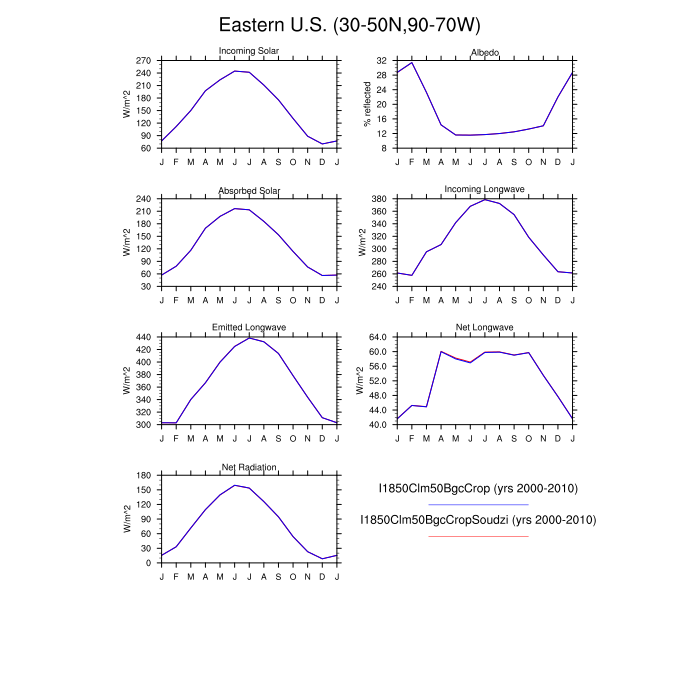 Eastern U.S. (30-50N,90-70W)
Incoming Solar
W/m^2
270
240
210
180
150
120
90
60
J F M A M J J A S O N D J
Albedo
% reflected
32
28
24
20
16
12
8
J F M A M J J A S O N D J
Absorbed Solar
W/m^2
240
210
180
150
120
90
60
30
J F M A M J J A S O N D J
Incoming Longwave
W/m^2
380
360
340
320
300
280
260
240
J F M A M J J A S O N D J
Emitted Longwave
W/m^2
440
420
400
380
360
340
320
300
J F M A M J J A S O N D J
Net Longwave
W/m^2
64.0
60.0
56.0
52.0
48.0
44.0
40.0
J F M A M J J A S O N D J
Net Radiation
W/m^2
180
150
120
90
60
30
0
J F M A M J J A S O N D J
I1850Clm50BgcCrop (yrs 2000-2010)
I1850Clm50BgcCropSoudzi (yrs 2000-2010)